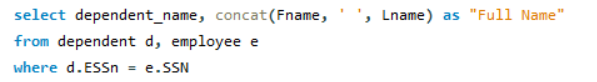 select dependent_name, concat(Fname, ' ', Lname) as "Full Name"
from dependent d, employee e
where d.ESSn = e.SSN